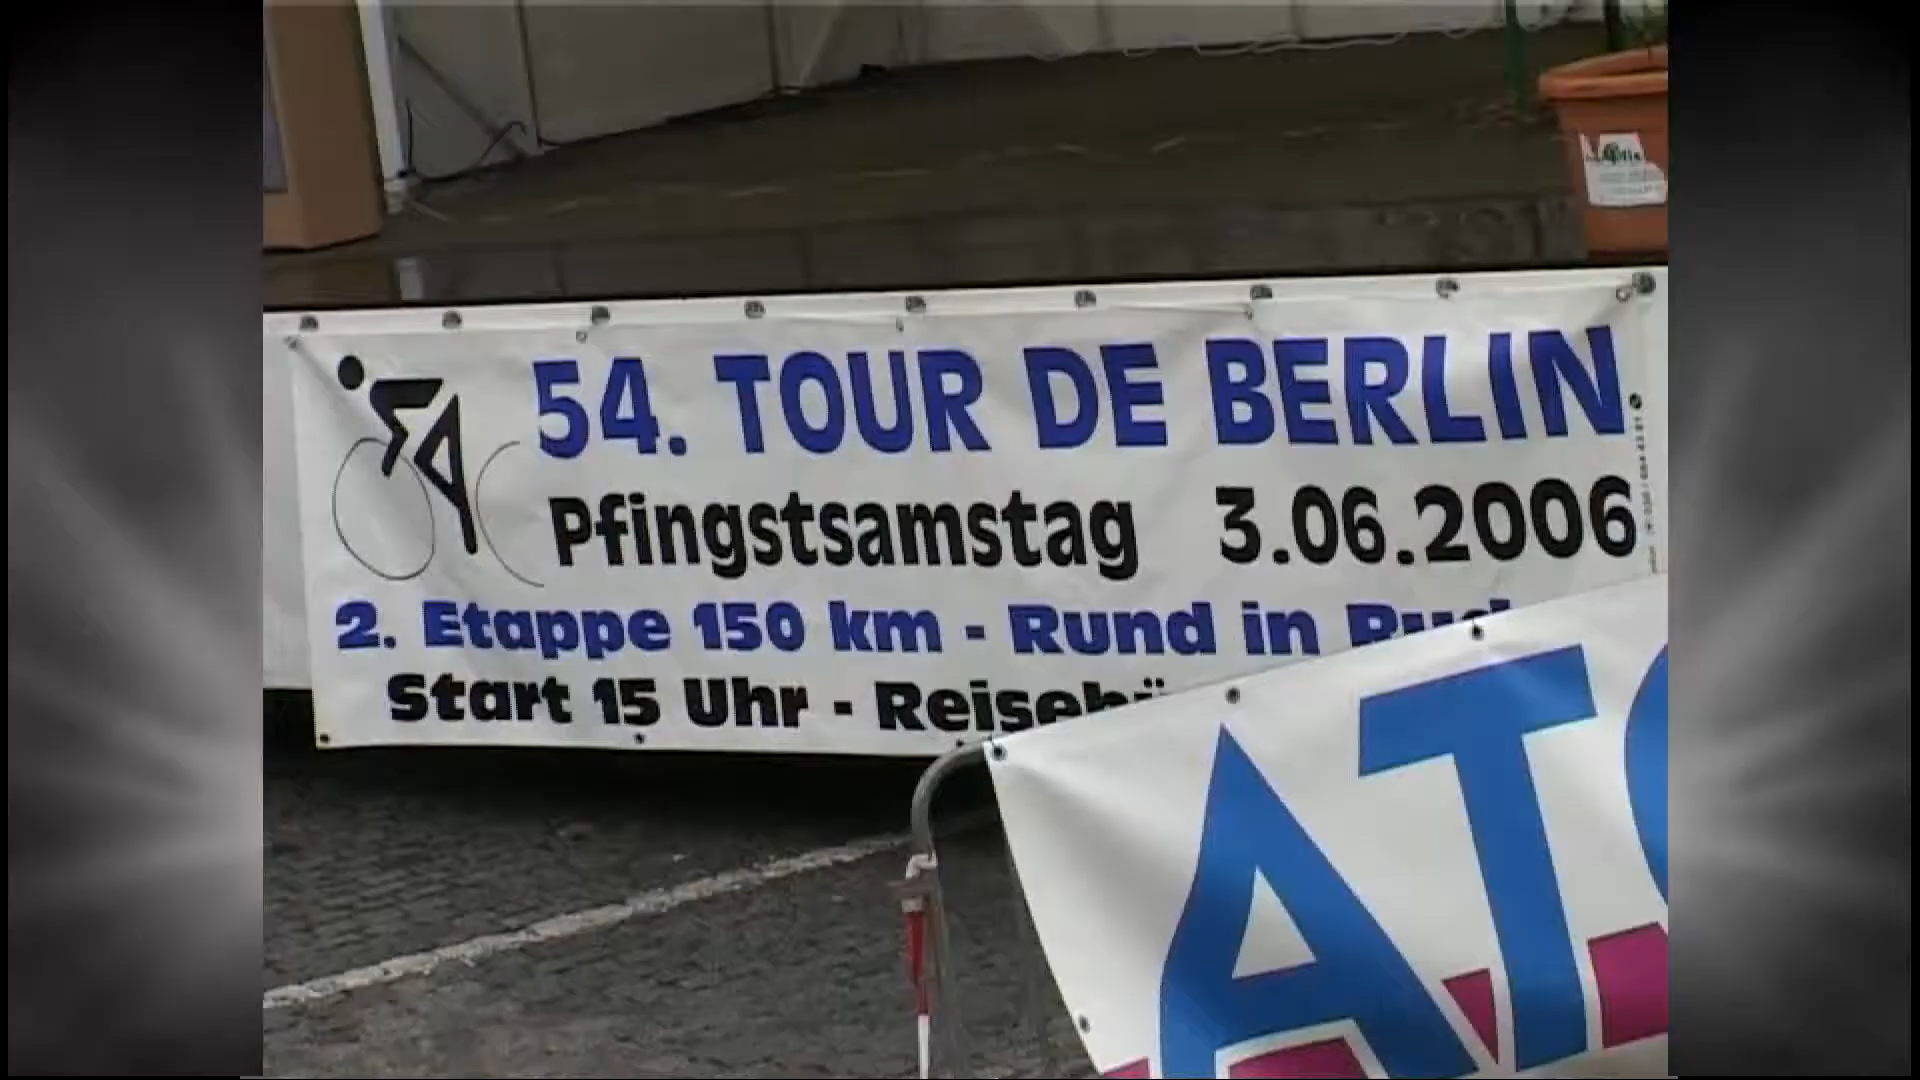 54. TOUR DE BERLIN
Pfingstsamstag 3.06.2006
2. Etappe 150 km - Rund in
Start 15 Uhr -
A.T.